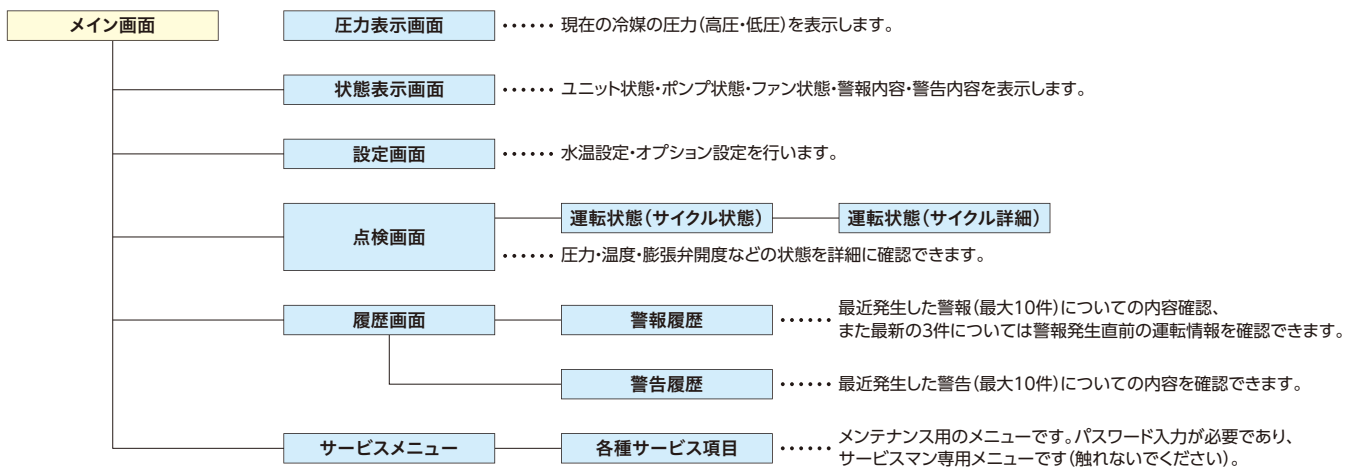 メイン画面
圧力表示画面 ・・・・・・ 現在の冷媒の圧力(高圧・低圧)を表示します。
状態表示画面 ・・・・・・ ユニット状態・ポンプ状態・ファン状態・警報内容・警告内容を表示します。
設定画面 ・・・・・・ 水温設定・オプション設定を行います。
点検画面
運転状態(サイクル状態)
運転状態(サイクル詳細)
・・・・・・ 圧力・温度・膨張弁開度などの状態を詳細に確認できます。
履歴画面
警報履歴 ・・・・・・ 最近発生した警報(最大10件)についての内容確認、
また最新の3件については警報発生直前の運転情報を確認できます。
警告履歴 ・・・・・・ 最近発生した警告(最大10件)についての内容を確認できます。
サービスメニュー
各種サービス項目 ・・・・・・ メンテナンス用のメニューです。パスワード入力が必要であり、
サービスマン専用メニューです(触れないでください)。